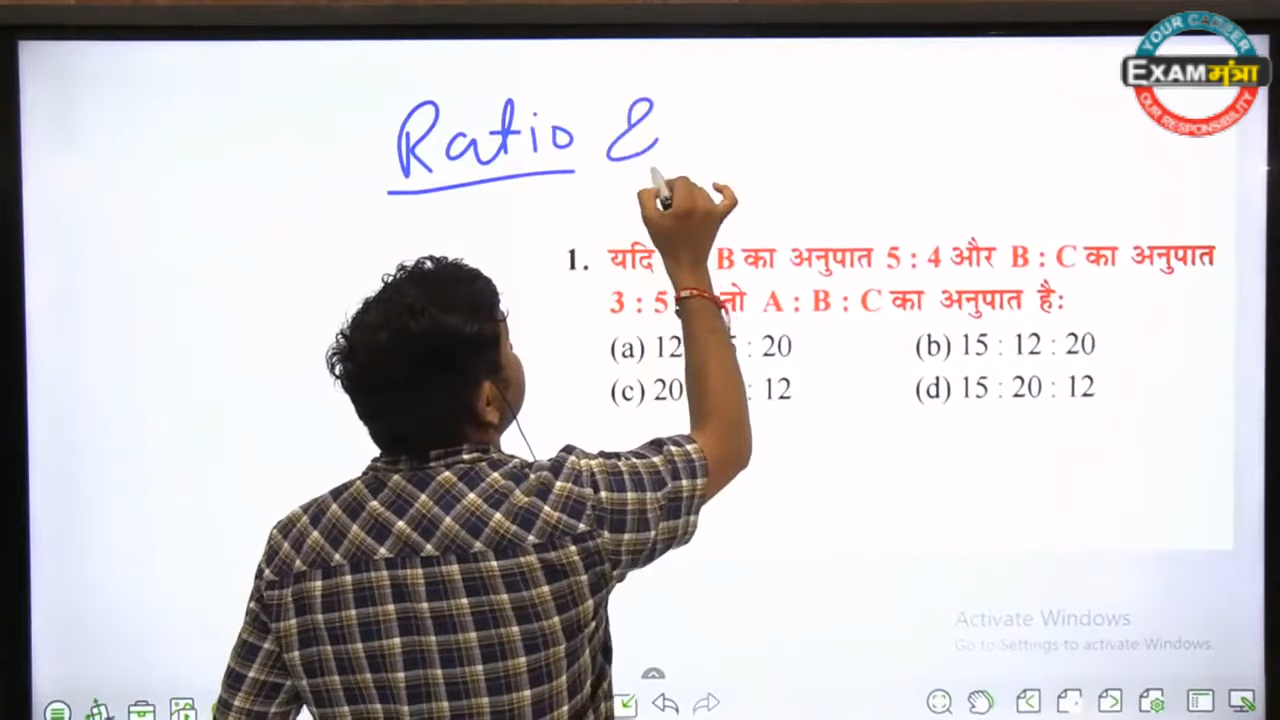 YOUR CAREER
EXAMमंत्रा
OUR RESPONSIBILITY
Ratio &
1. यदि B का अनुपात 5 : 4 और B : C का अनुपात
3 : 5 तो A : B : C का अनुपात है:
(a) 12 : 20 (b) 15 : 12 : 20
(c) 20 : 12 (d) 15 : 20 : 12
Activate Windows
Go to Settings to activate Windows.